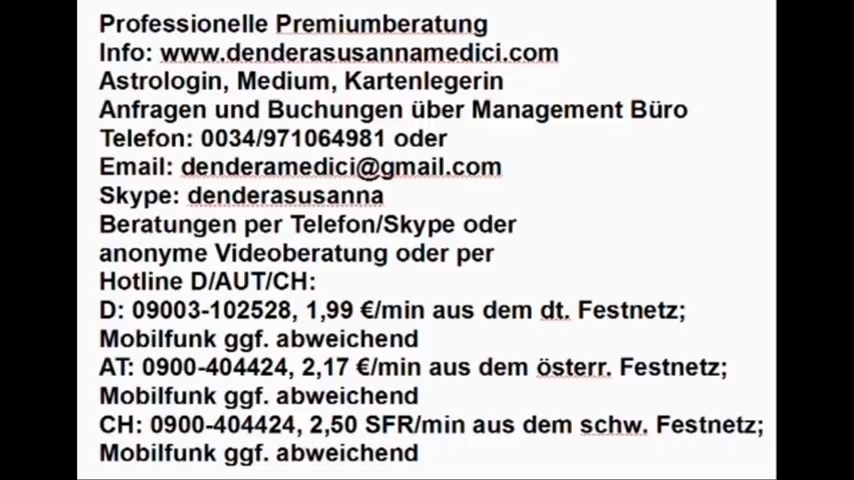 Professionelle Premiumberatung
Info: www.denderasusannamedici.com
Astrologin, Medium, Kartenlegerin
Anfragen und Buchungen über Management Büro
Telefon: 0034/971064981 oder
Email: denderamedici@gmail.com
Skype: denderasusanna
Beratungen per Telefon/Skype oder
anonyme Videoberatung oder per
Hotline D/AUT/CH:
D: 09003-102528, 1,99 €/min aus dem dt. Festnetz;
Mobilfunk ggf. abweichend
AT: 0900-404424, 2,17 €/min aus dem österr. Festnetz;
Mobilfunk ggf. abweichend
CH: 0900-404424, 2,50 SFR/min aus dem schw. Festnetz;
Mobilfunk ggf. abweichend